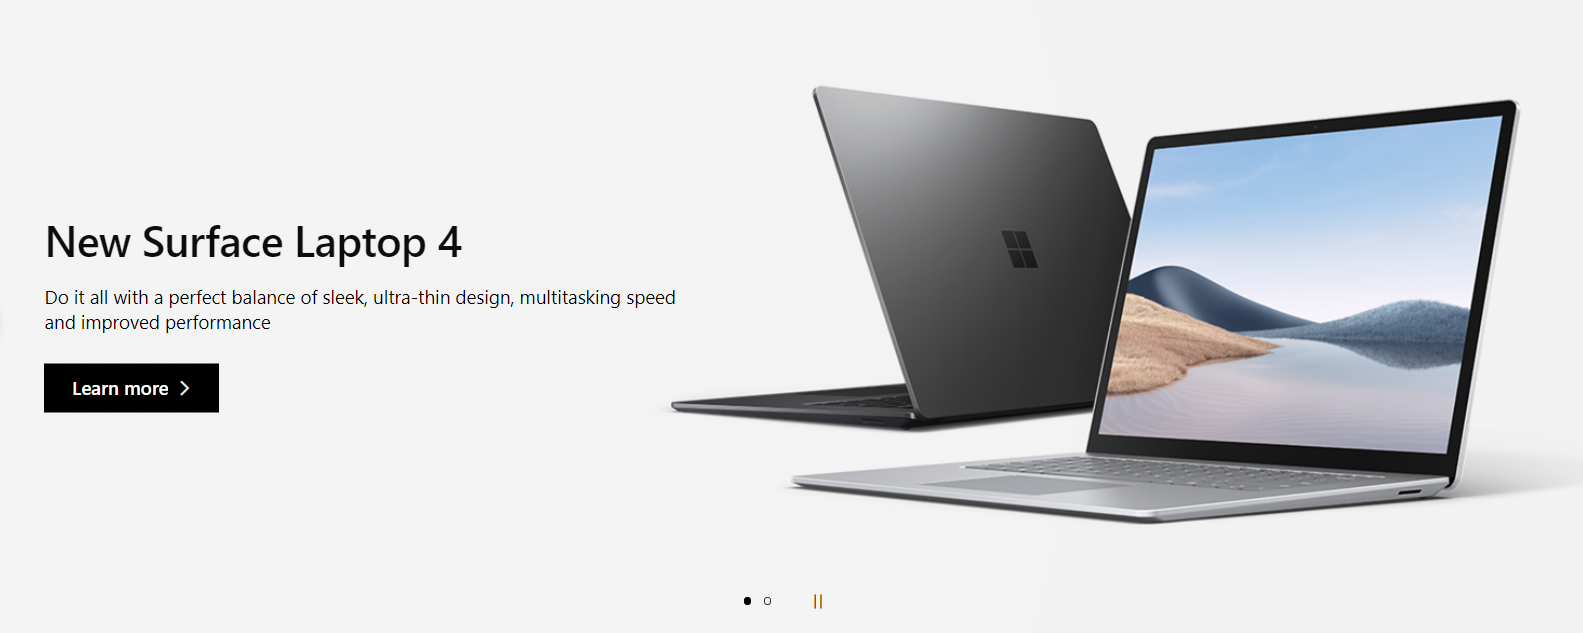 New Surface Laptop 4
Do it all with a perfect balance of sleek, ultra-thin design, multitasking speed
and improved performance
Learn more